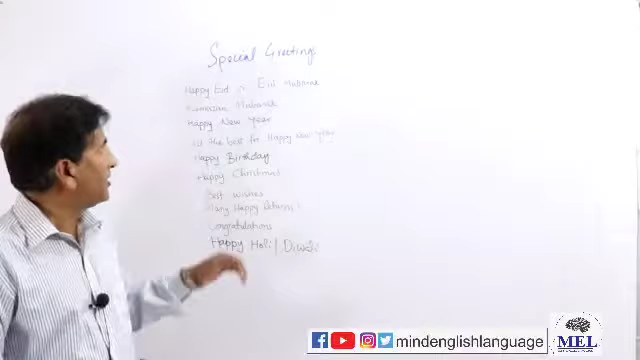 Special Greetings
Happy Eid or Eid Mubarak
Ramadan Mubarak
Happy New Year
All the best for Happy New Year
Happy Birthday
Happy Christmas
Best wishes
Many Happy Returns
Congratulations
Happy Holi | Diwali
mindenglishlanguage
MEL